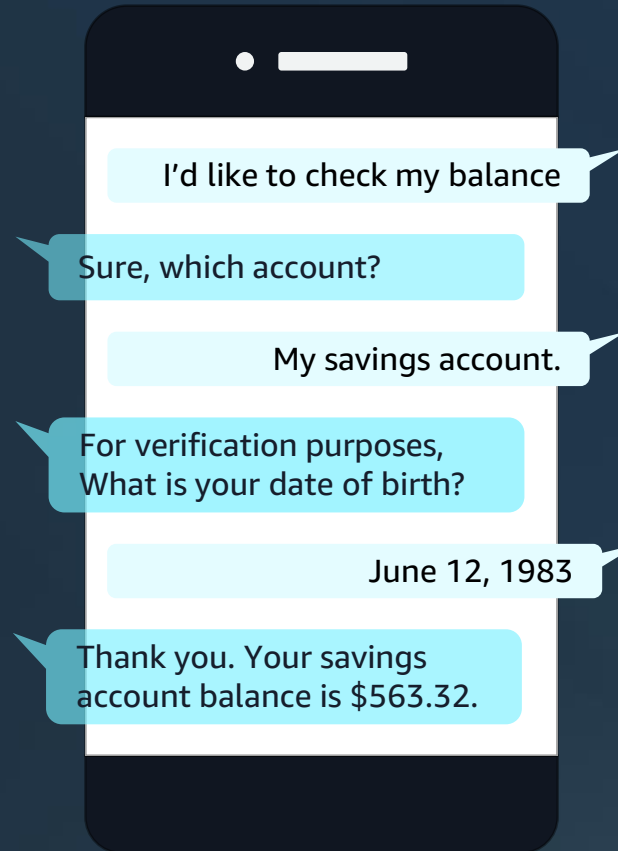 I’d like to check my balance
Sure, which account?
My savings account.
For verification purposes,
What is your date of birth?
June 12, 1983
Thank you. Your savings
account balance is $563.32.